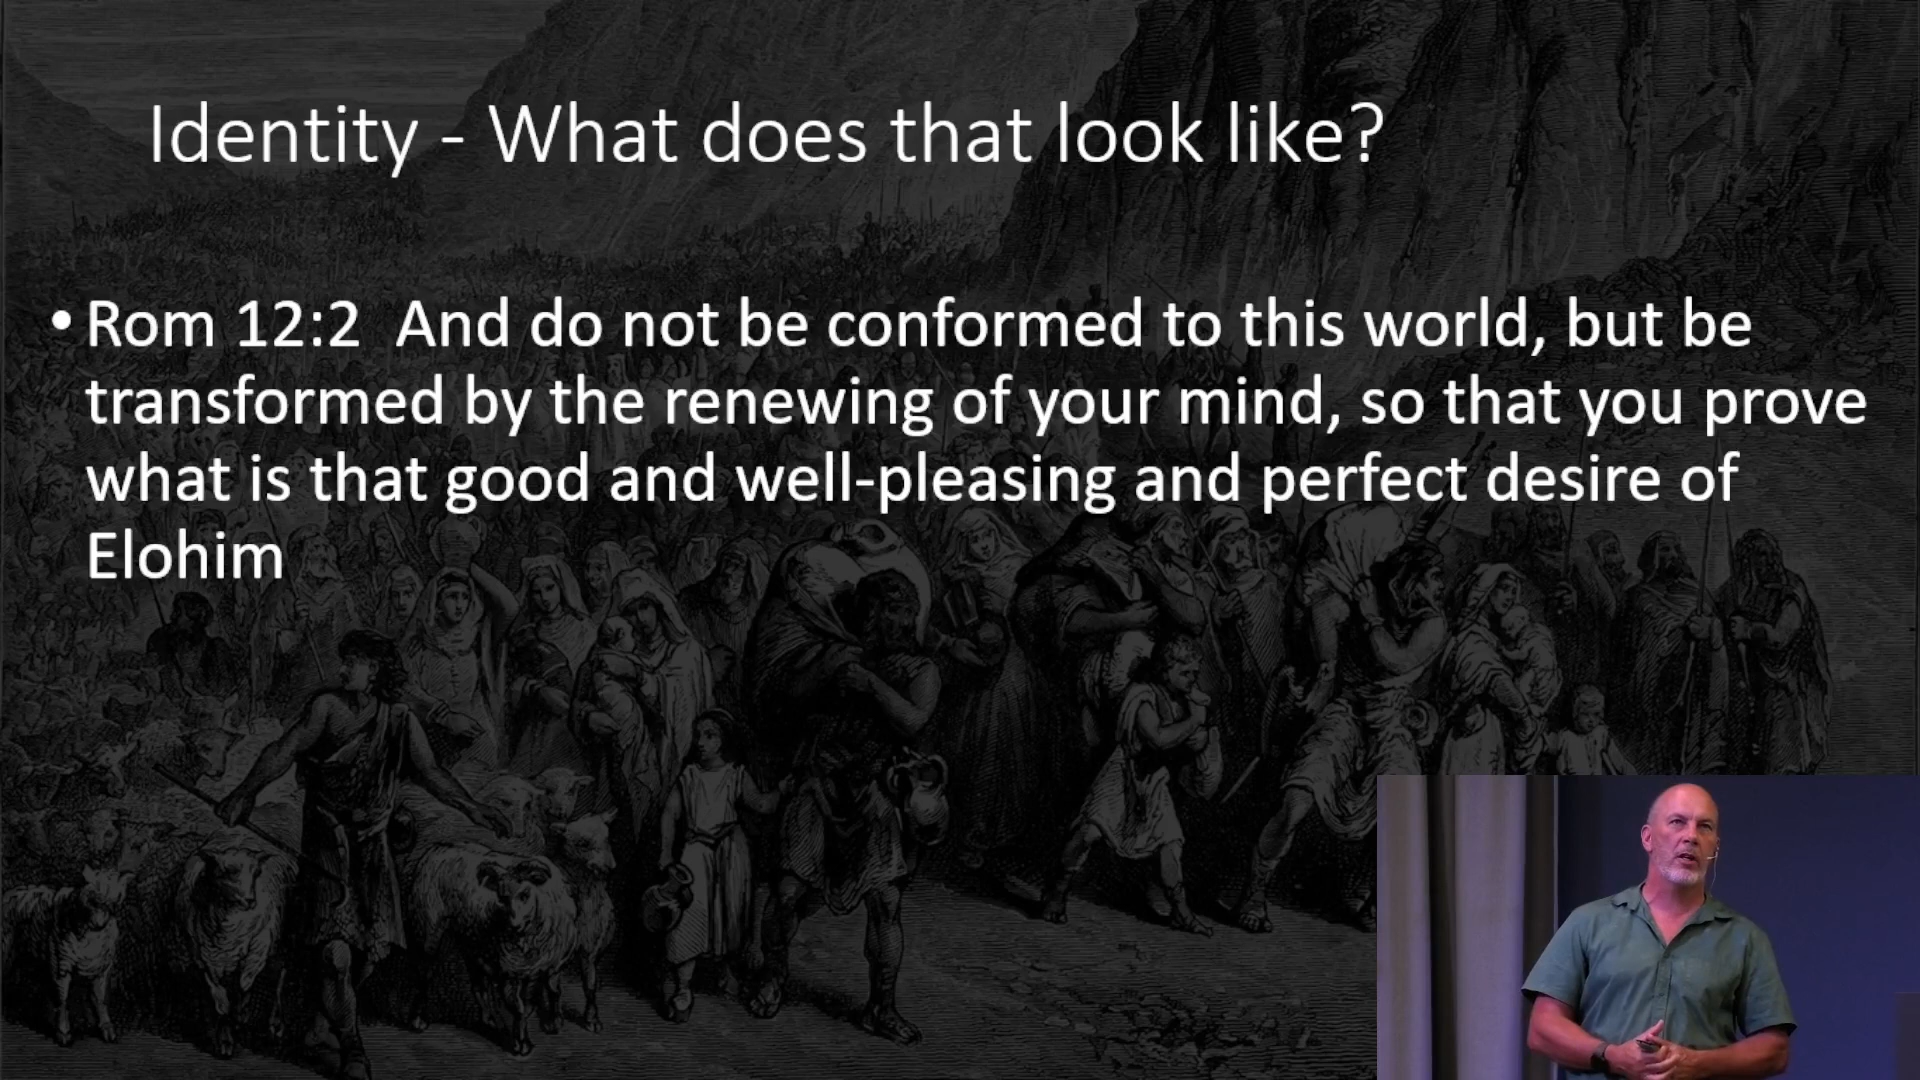 Identity - What does that look like?
• Rom 12:2  And do not be conformed to this world, but be
transformed by the renewing of your mind, so that you prove
what is that good and well-pleasing and perfect desire of
Elohim